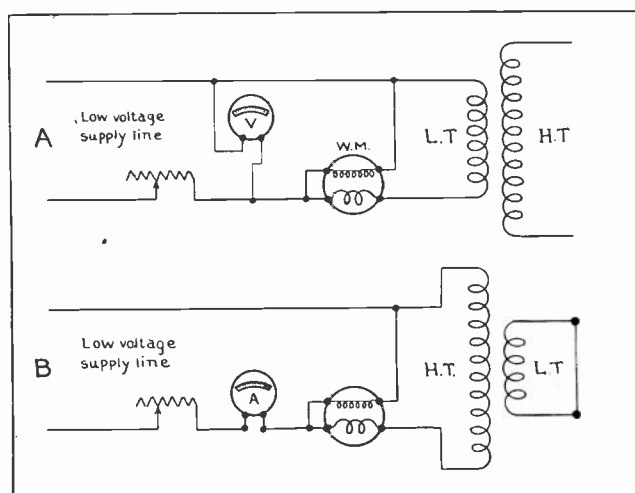 A
Low voltage
supply line
V
W.M.
L.T
H.T
B
Low voltage
supply line
A
H.T.
L.T